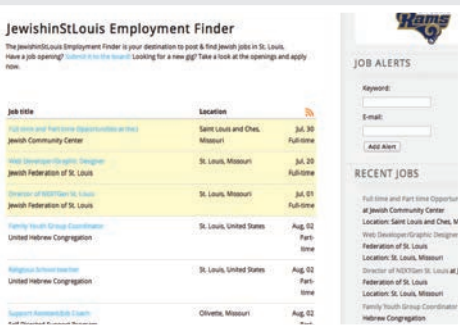 JewishinStLouis Employment Finder
The JewishinStLouis Employment Finder is your destination to post & find Jewish jobs in St. Louis.
Have a job opening? Submit it to the board! Looking for a new gig? Take a look at the openings and apply
now.
Job title Location
Full time and Part time Opportunities at the J Saint Louis and Ches, Jul, 30
Jewish Community Center Missouri Full-time
Web Developer/Graphic Designer St. Louis, Missouri Jul, 20
Jewish Federation of St. Louis Full-time
Director of NEXTGen St. Louis St. Louis, Missouri Jul, 01
Jewish Federation of St. Louis Full-time
Family Youth Group Coordinator St. Louis, United States Aug, 02
United Hebrew Congregation Part-
time
Religious School teacher St. Louis, United States Aug, 02
United Hebrew Congregation Part-
time
Support Assistant/Job Coach Olivette, Missouri Aug, 02
Rams
JOB ALERTS
Keyword:
E-mail:
Add Alert
RECENT JOBS
Full time and Part time Opportun
at Jewish Community Center
Location: Saint Louis and Ches, M
Web Developer/Graphic Designer
Federation of St. Louis
Location: St. Louis, Missouri
Director of NEXTGen St. Louis at J
Federation of St. Louis
Location: St. Louis, Missouri
Family Youth Group Coordinator
Hebrew Congregation